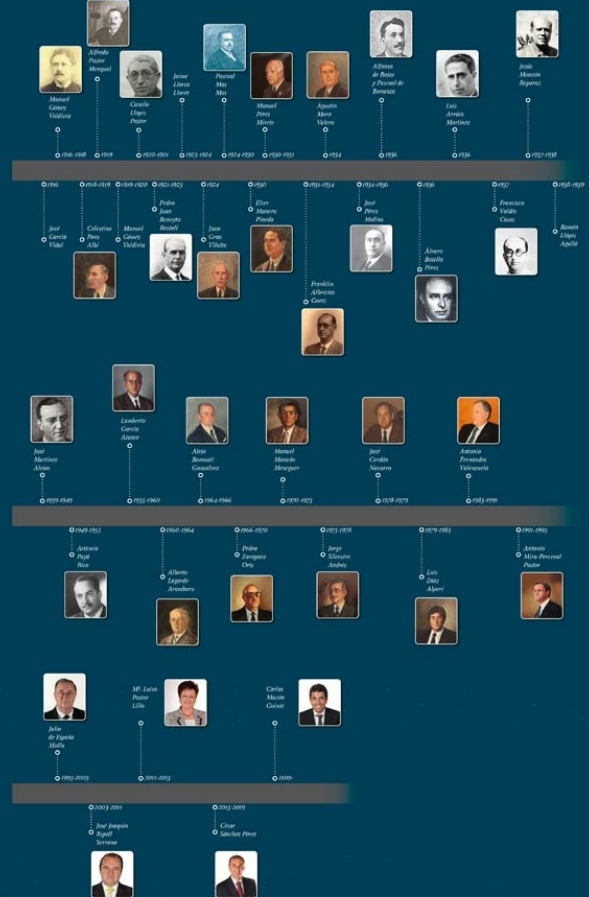 Alfredo
Pastor
Mengual
Manuel
Gómez
Valdivia
Camilo
Llopis
Pastor
Jaime
Llorca
Lloret
Pascual
Mas
Mas
Manuel
Pérez
Mirete
Agustín
Mora
Valero
Alfonso
de Rojas
y Pascual de
Bonanza
Luis
Arráez
Martínez
Jesús
Monzón
Reparaz
1916-1918
1919
1920-1921
1923-1924
1924-1930
1930-1931
1934
1936
1936
1937-1938
1916
1918-1919
1919-1920
1921-1923
1924
1930
1931-1934
1934-1936
1936
1937
1938-1939
José
García
Vidal
Celestino
Pons
Albi
Manuel
Gómez
Valdivia
Pedro
Juan
Beneyto
Rostoll
Juan
Grau
Vilalta
Elier
Manero
Pineda
Franklin
Albricias
Goetz
José
Pérez
Molina
Álvaro
Botella
Pérez
Francisco
Valdés
Casas
Ramón
Llopis
Agulló
José
Martínez
Alejos
Lamberto
García
Atance
Alejo
Bonmatí
González
Manuel
Monzón
Meseguer
José
Cerdán
Navarro
Antonio
Fernández
Valenzuela
1939-1949
1955-1960
1964-1966
1970-1975
1978-1979
1983-1991
1949-1955
1960-1964
1966-1970
1975-1978
1979-1983
1991-1995
Artemio
Payá
Rico
Alberto
Lagarde
Aramburu
Pedro
Zaragoza
Orts
Jorge
Silvestre
Andrés
Luis
Díaz
Alperi
Antonio
Mira-Perceval
Pastor
Julio
de España
Moya
Mª. Luisa
Pastor
Lillo
Carlos
Mazón
Guixot
1995-2003
2011-2015
2019-
2003-2011
2015-2019
José Joaquín
Ripoll
Serrano
César
Sánchez Pérez